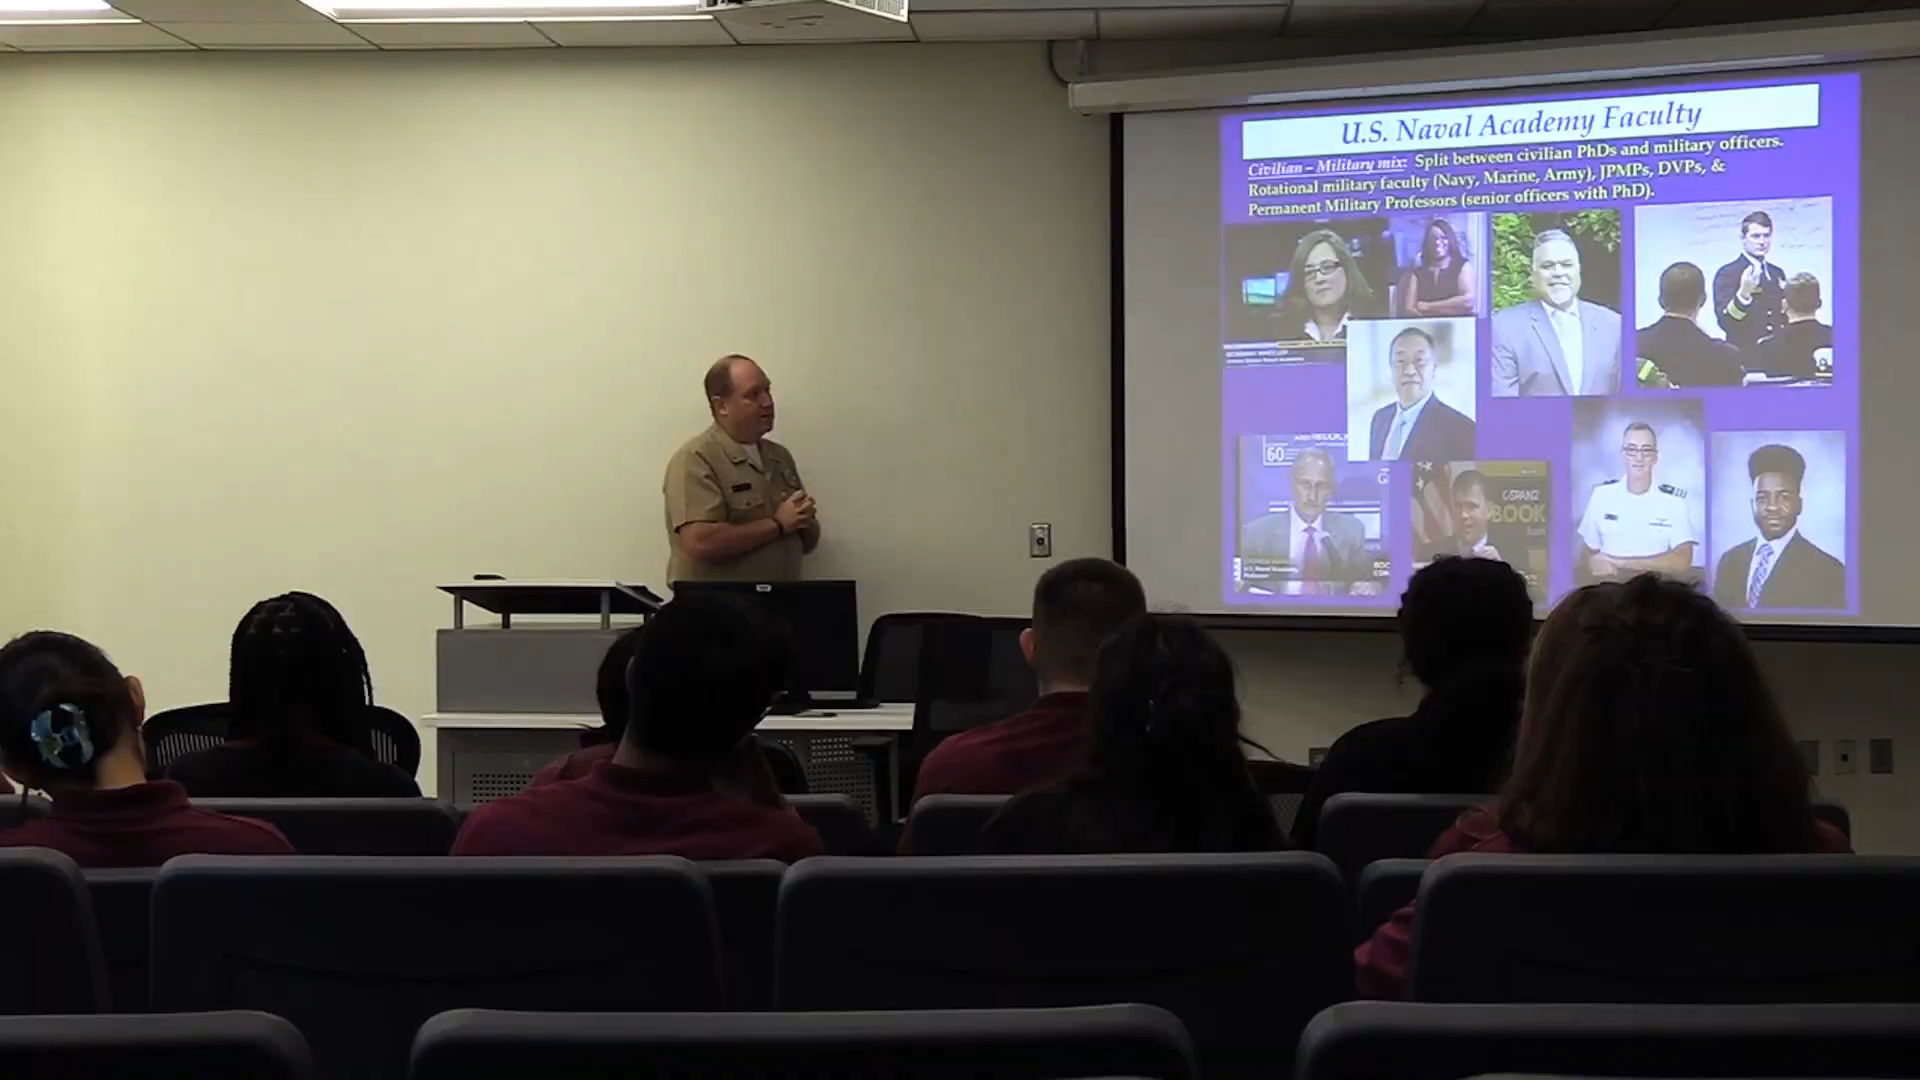 U.S. Naval Academy Faculty
Civilian – Military mix: Split between civilian PhDs and military officers.
Rotational military faculty (Navy, Marine, Army), JPMPs, DVPs, &
Permanent Military Professors (senior officers with PhD).
60
C-SPAN2
BOOK